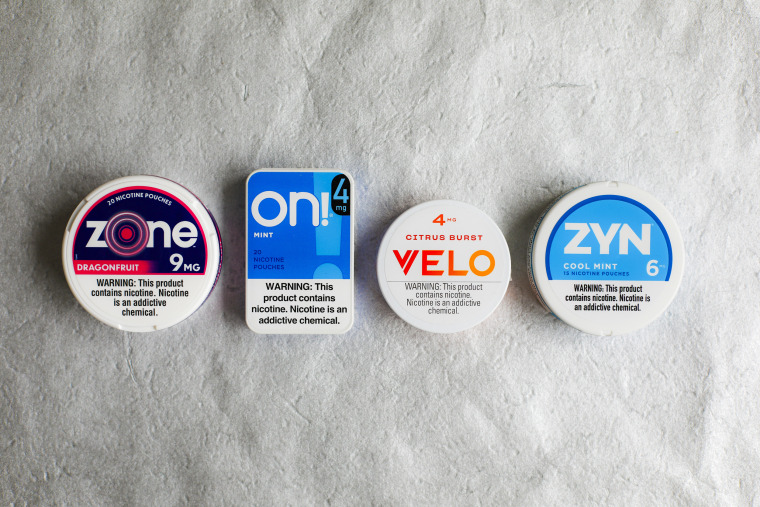 20 NICOTINE POUCHES
zone
DRAGONFRUIT
9 MG
WARNING: This product
contains nicotine. Nicotine
is an addictive
chemical.
on!
4
mg
MINT
20
NICOTINE
POUCHES
WARNING: This
product contains
nicotine. Nicotine is an
addictive chemical.
4 MG
CITRUS BURST
VELO
WARNING: This product
contains nicotine.
Nicotine is an addictive
chemical.
ZYN
COOL MINT
15 NICOTINE POUCHES
6
WARNING: This product
contains nicotine. Nicotine is
an addictive chemical.